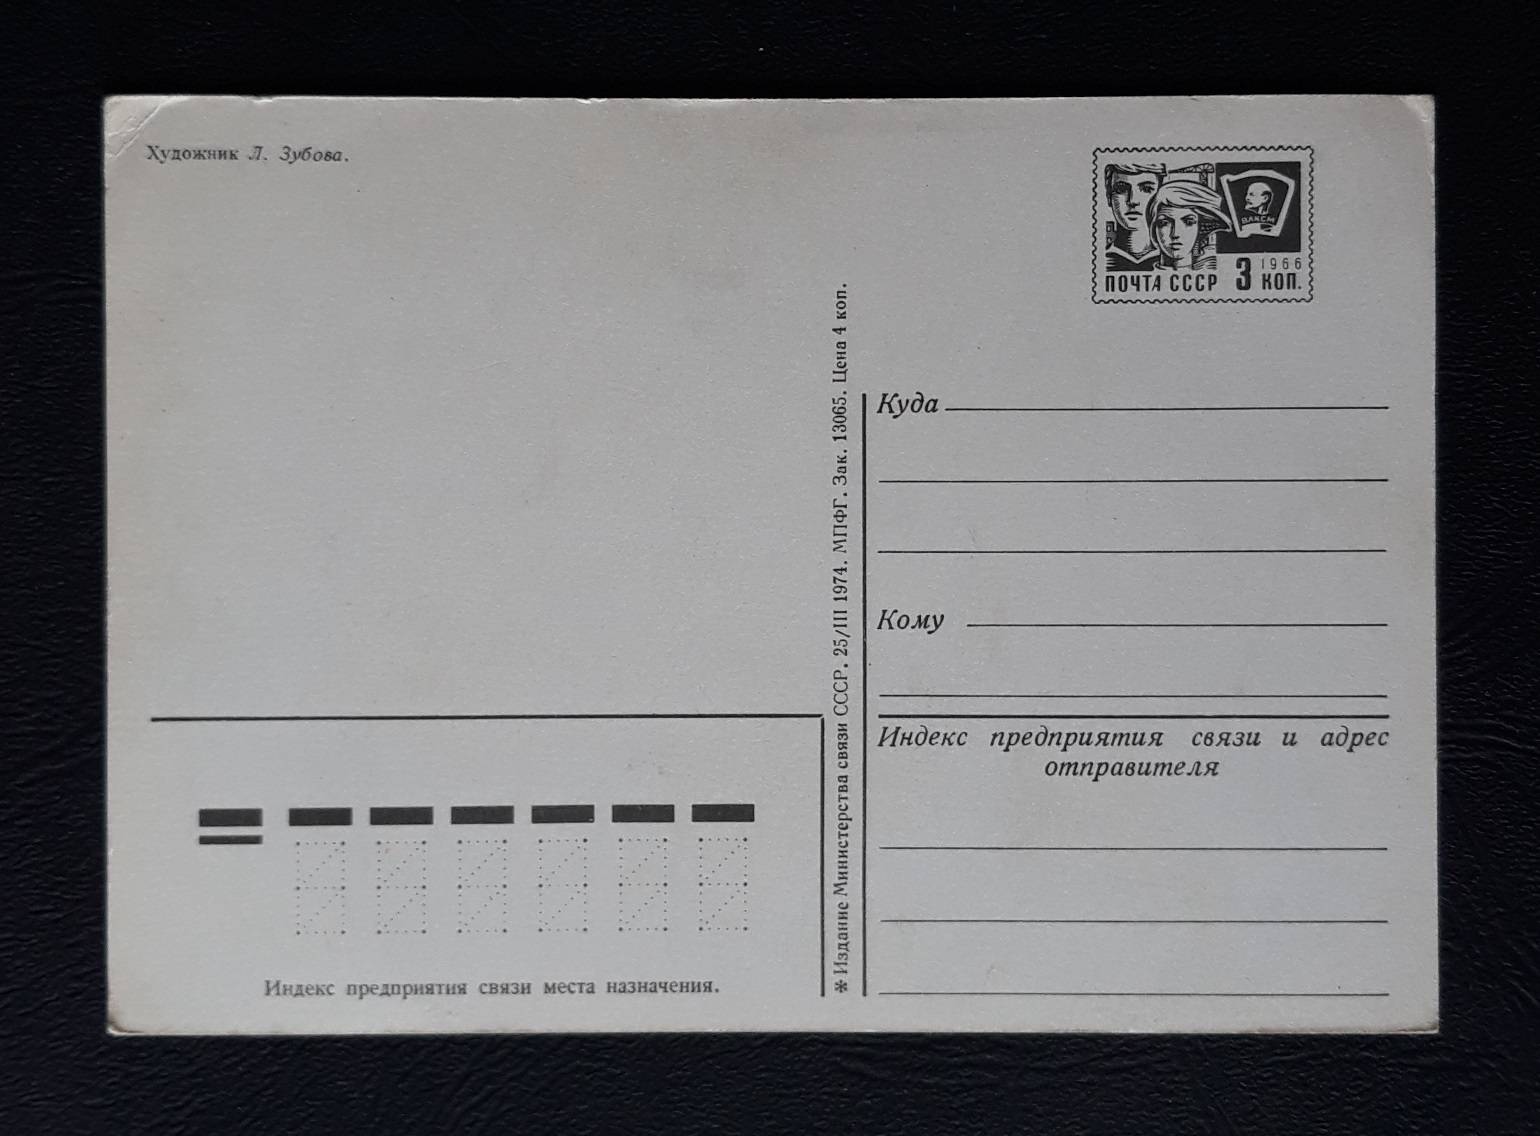 Художник Л. Зубова.
ВЛКСМ
1966
ПОЧТА СССР 3 КОП.
Куда
Кому
Индекс предприятия связи и адрес
отправителя
* Издание Министерства связи СССР. 25/III 1974. МПФГ. Зак. 13065. Цена 4 коп.
Индекс предприятия связи места назначения.